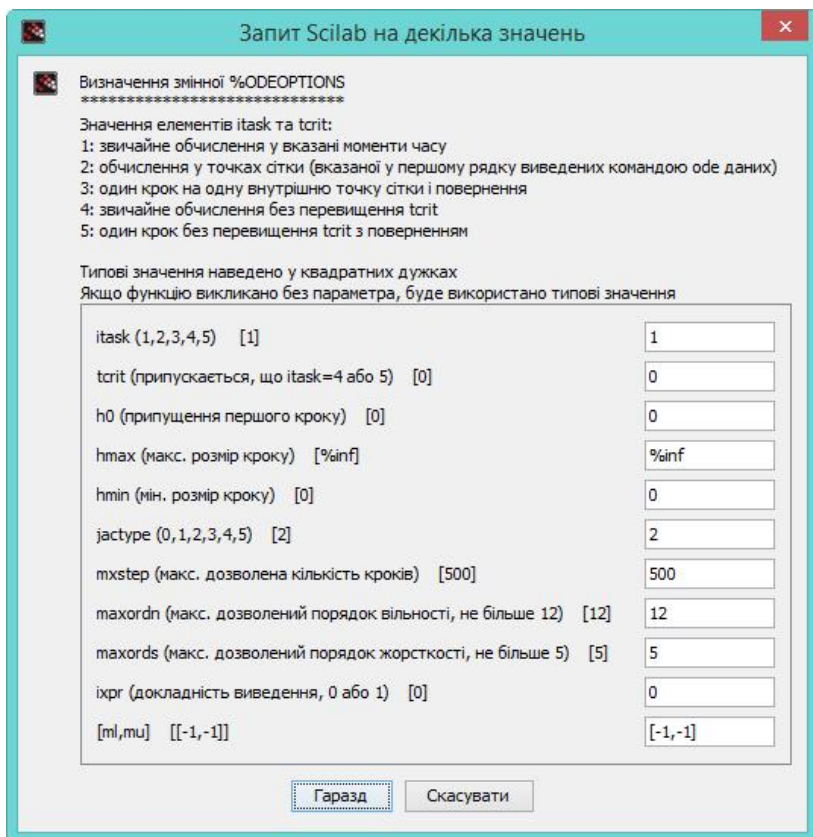 Запит Scilab на декілька значень
Визначення змінної %ODEOPTIONS
******************************
Значення елементів itask та tcrit:
1: звичайне обчислення у вказані моменти часу
2: обчислення у точках сітки (вказаної у першому рядку виведених командою ode даних)
3: один крок на одну внутрішню точку сітки і повернення
4: звичайне обчислення без перевищення tcrit
5: один крок без перевищення tcrit з поверненням
Типові значення наведено у квадратних дужках
Якщо функцію викликано без параметра, буде використано типові значення
itask (1,2,3,4,5) [1] 1
tcrit (припускається, що itask=4 або 5) [0] 0
h0 (припущення першого кроку) [0] 0
hmax (макс. розмір кроку) [%inf] %inf
hmin (мін. розмір кроку) [0] 0
jactype (0,1,2,3,4,5) [2] 2
mxstep (макс. дозволена кількість кроків) [500] 500
maxordn (макс. дозволений порядок вільності, не більше 12) [12] 12
maxords (макс. дозволений порядок жорсткості, не більше 5) [5] 5
ixpr (докладність виведення, 0 або 1) [0] 0
[ml,mu] [[-1,-1]] [-1,-1]
Гаразд Скасувати